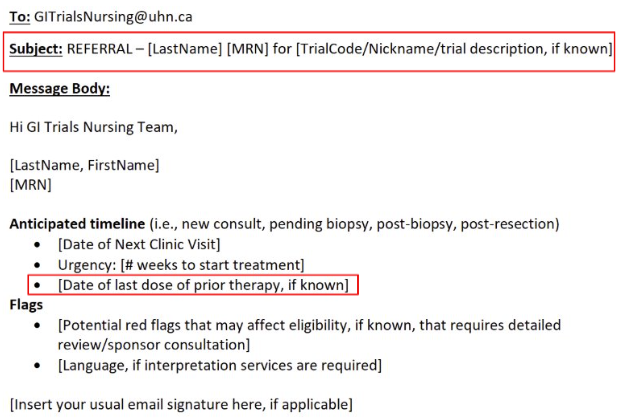 To: GITrialsNursing@uhn.ca
Subject: REFERRAL – [LastName] [MRN] for [TrialCode/Nickname/trial description, if known]
Message Body:
Hi GI Trials Nursing Team,
[LastName, FirstName]
[MRN]
Anticipated timeline (i.e., new consult, pending biopsy, post-biopsy, post-resection)
• [Date of Next Clinic Visit]
• Urgency: [# weeks to start treatment]
• [Date of last dose of prior therapy, if known]
Flags
• [Potential red flags that may affect eligibility, if known, that requires detailed
review/sponsor consultation]
• [Language, if interpretation services are required]
[Insert your usual email signature here, if applicable]